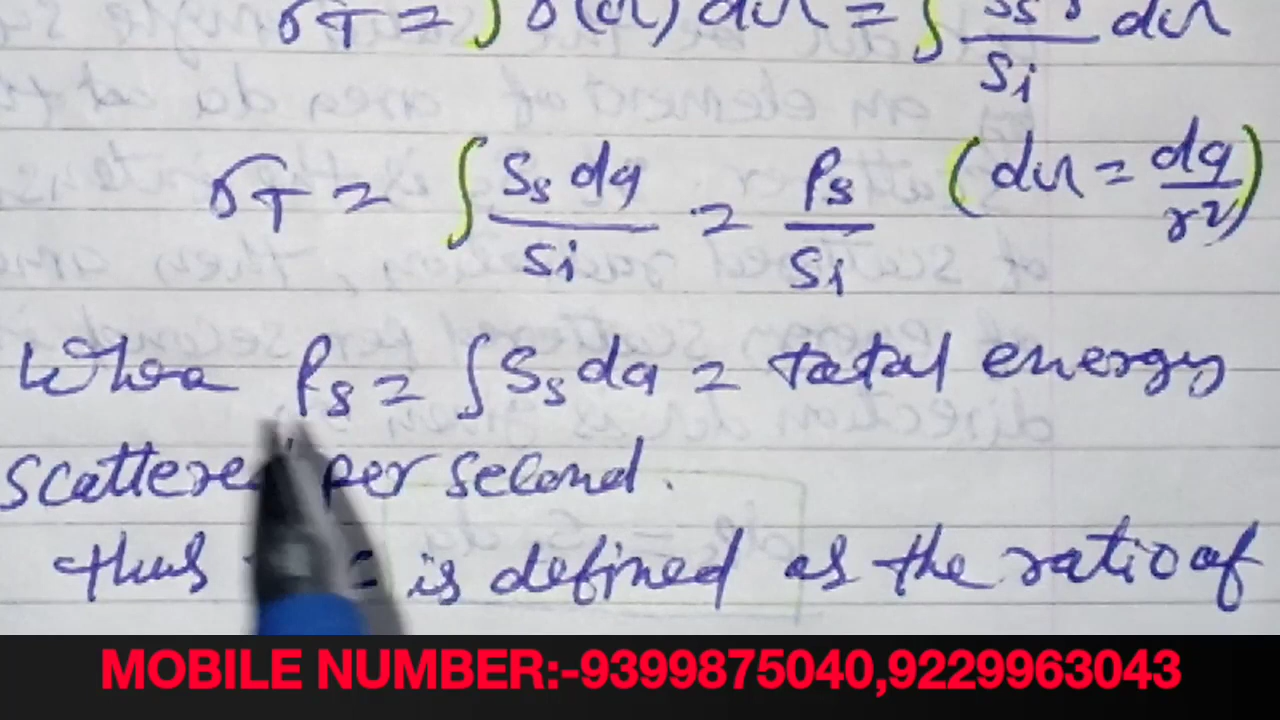 σT = ∫ σ(Ω) dΩ = ∫ Ss r² / Si dΩ
σT = ∫ Ss da / Si = Ps / Si (dΩ = da / r²)
Where Ps = ∫ Ss da = total energy
scattered per second.
thus is defined as the ratio of
MOBILE NUMBER:-9399875040,9229963043